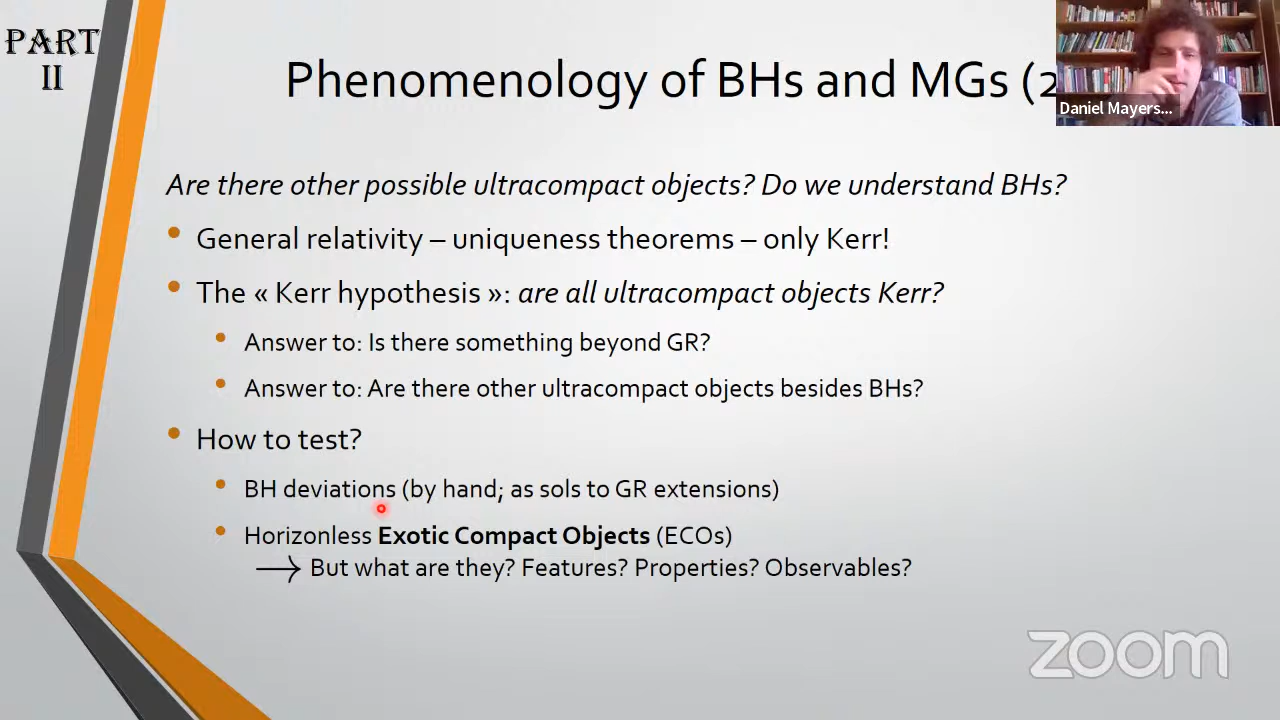 PART
II
Phenomenology of BHs and MGs (2
Daniel Mayers...
Are there other possible ultracompact objects? Do we understand BHs?
General relativity – uniqueness theorems – only Kerr!
The « Kerr hypothesis »: are all ultracompact objects Kerr?
Answer to: Is there something beyond GR?
Answer to: Are there other ultracompact objects besides BHs?
How to test?
BH deviations (by hand; as sols to GR extensions)
Horizonless Exotic Compact Objects (ECOs)
But what are they? Features? Properties? Observables?
zoom